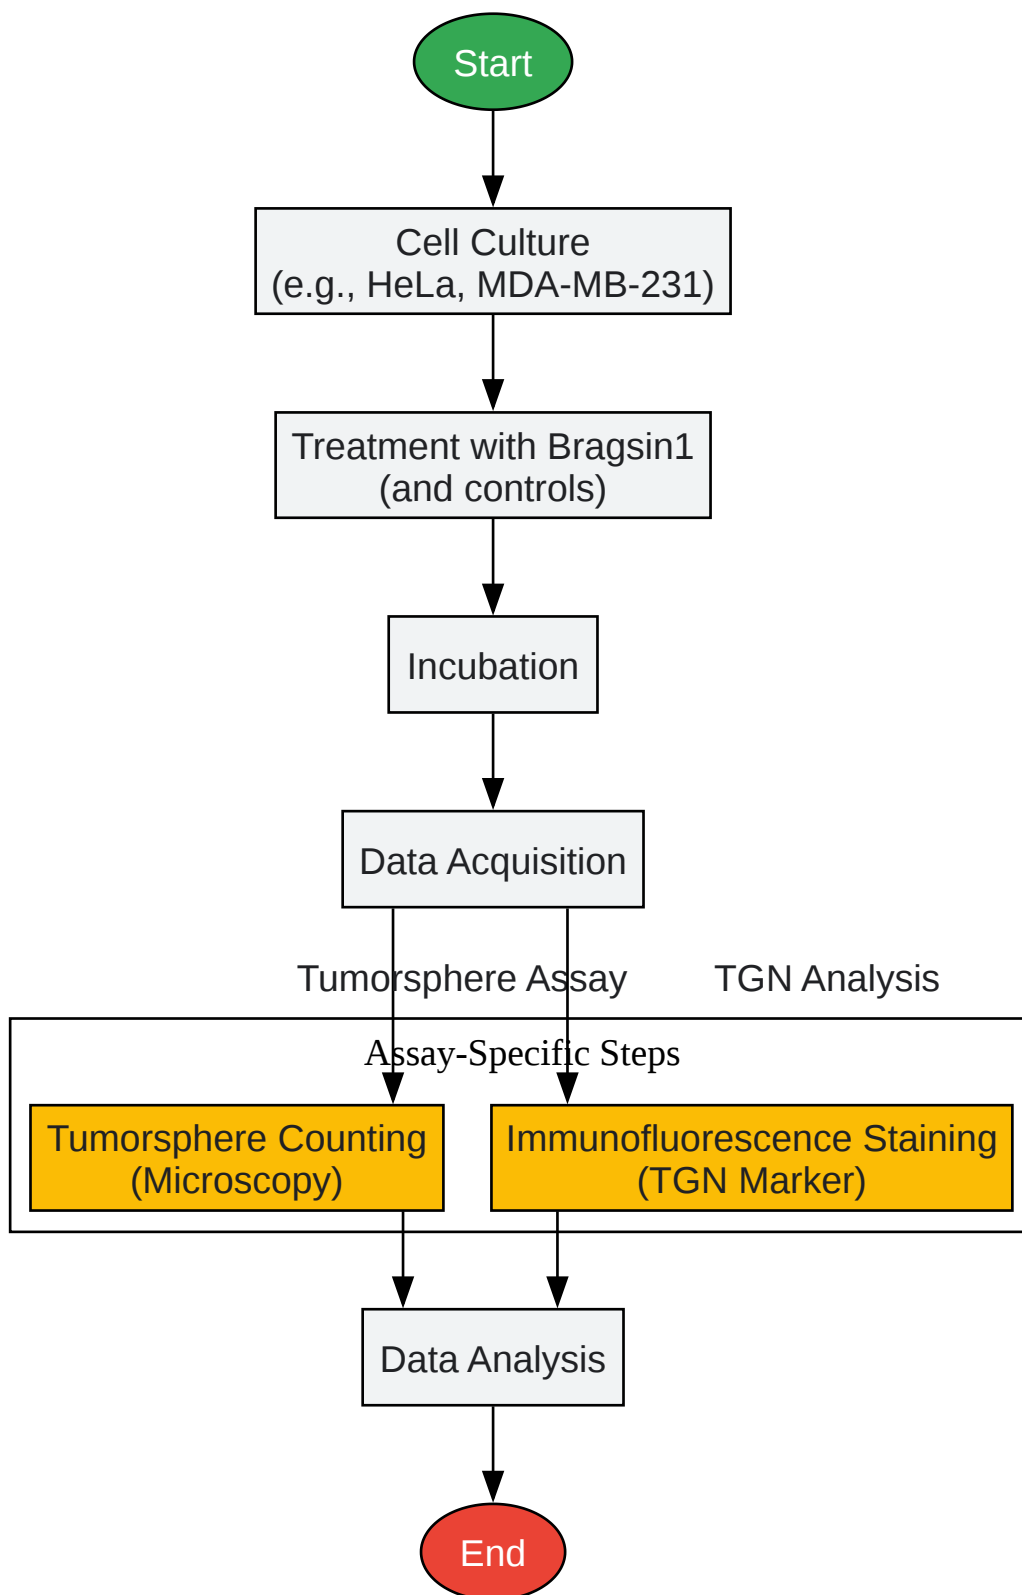 Start
Cell Culture
(e.g., HeLa, MDA-MB-231)
Treatment with Bragsin1
(and controls)
Incubation
Data Acquisition
Tumorsphere Assay
TGN Analysis
Assay-Specific Steps
Tumorsphere Counting
(Microscopy)
Immunofluorescence Staining
(TGN Marker)
Data Analysis
End